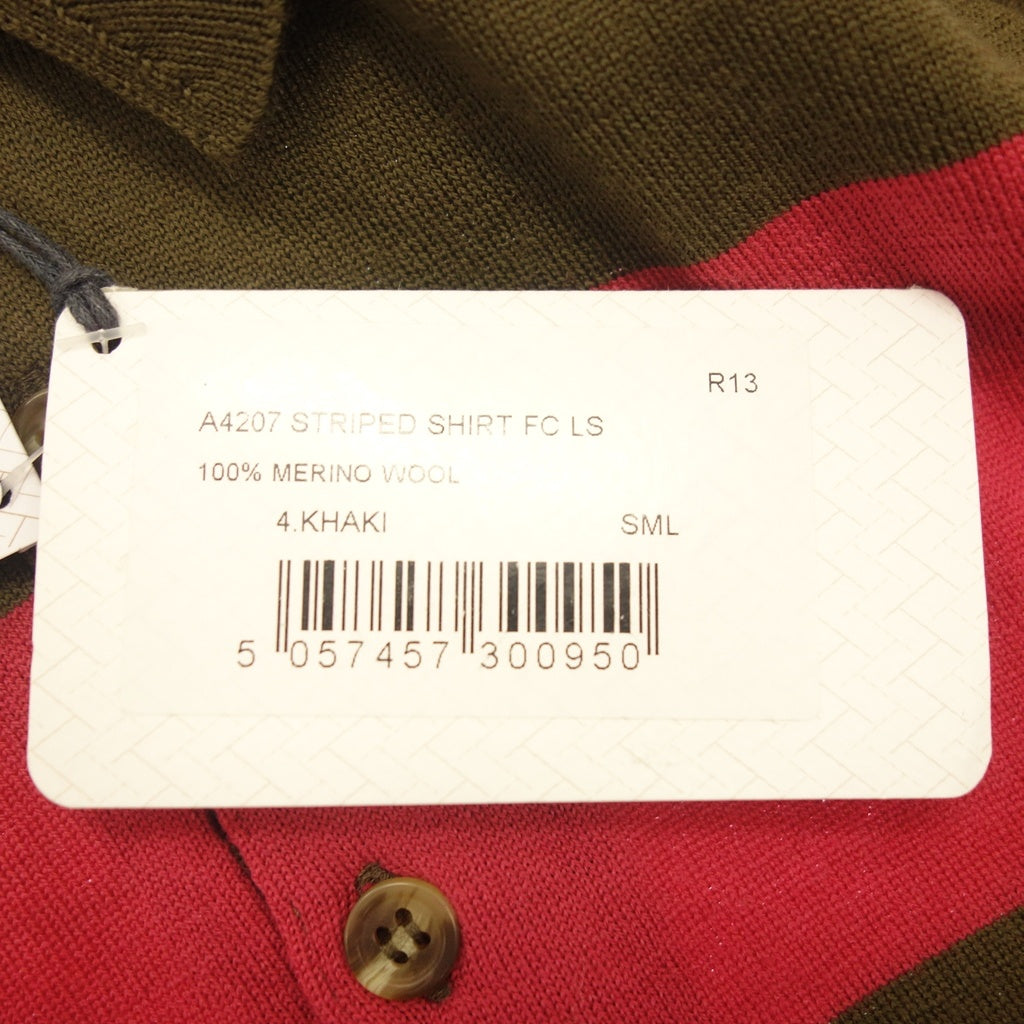 R13
A4207 STRIPED SHIRT FC LS
100% MERINO WOOL
4.KHAKI SML
5 057457 300950